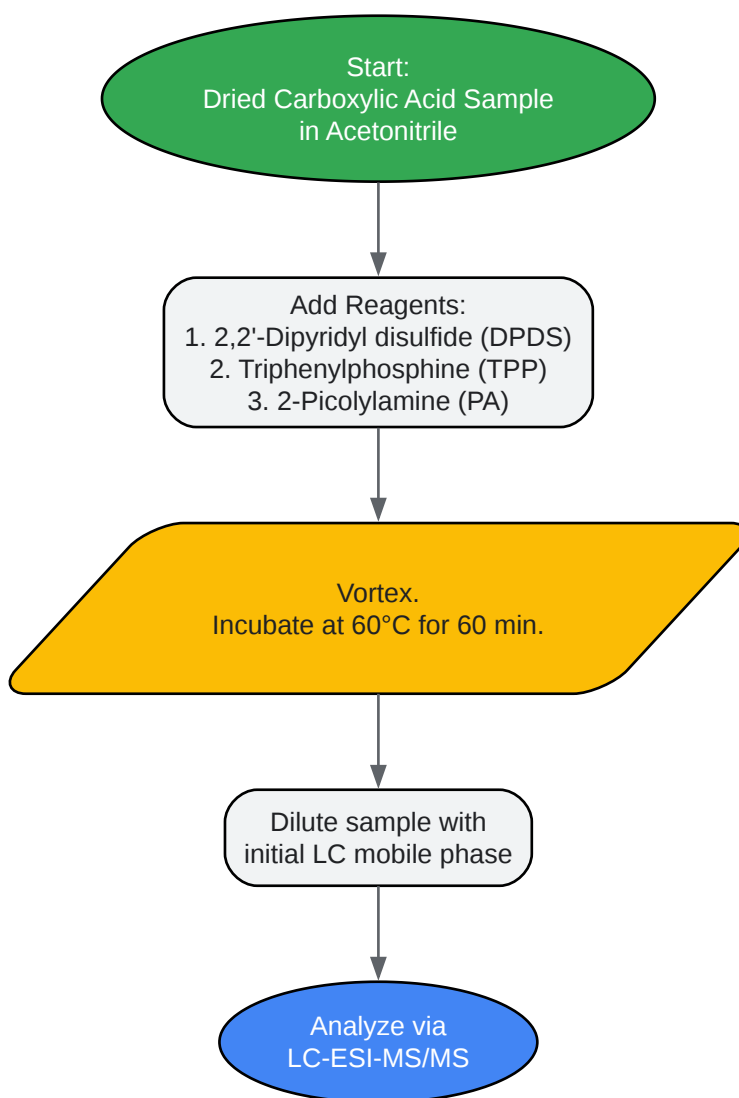 Start:
Dried Carboxylic Acid Sample
in Acetonitrile
Add Reagents:
1. 2,2'-Dipyridyl disulfide (DPDS)
2. Triphenylphosphine (TPP)
3. 2-Picolylamine (PA)
Vortex.
Incubate at 60°C for 60 min.
Dilute sample with
initial LC mobile phase
Analyze via
LC-ESI-MS/MS